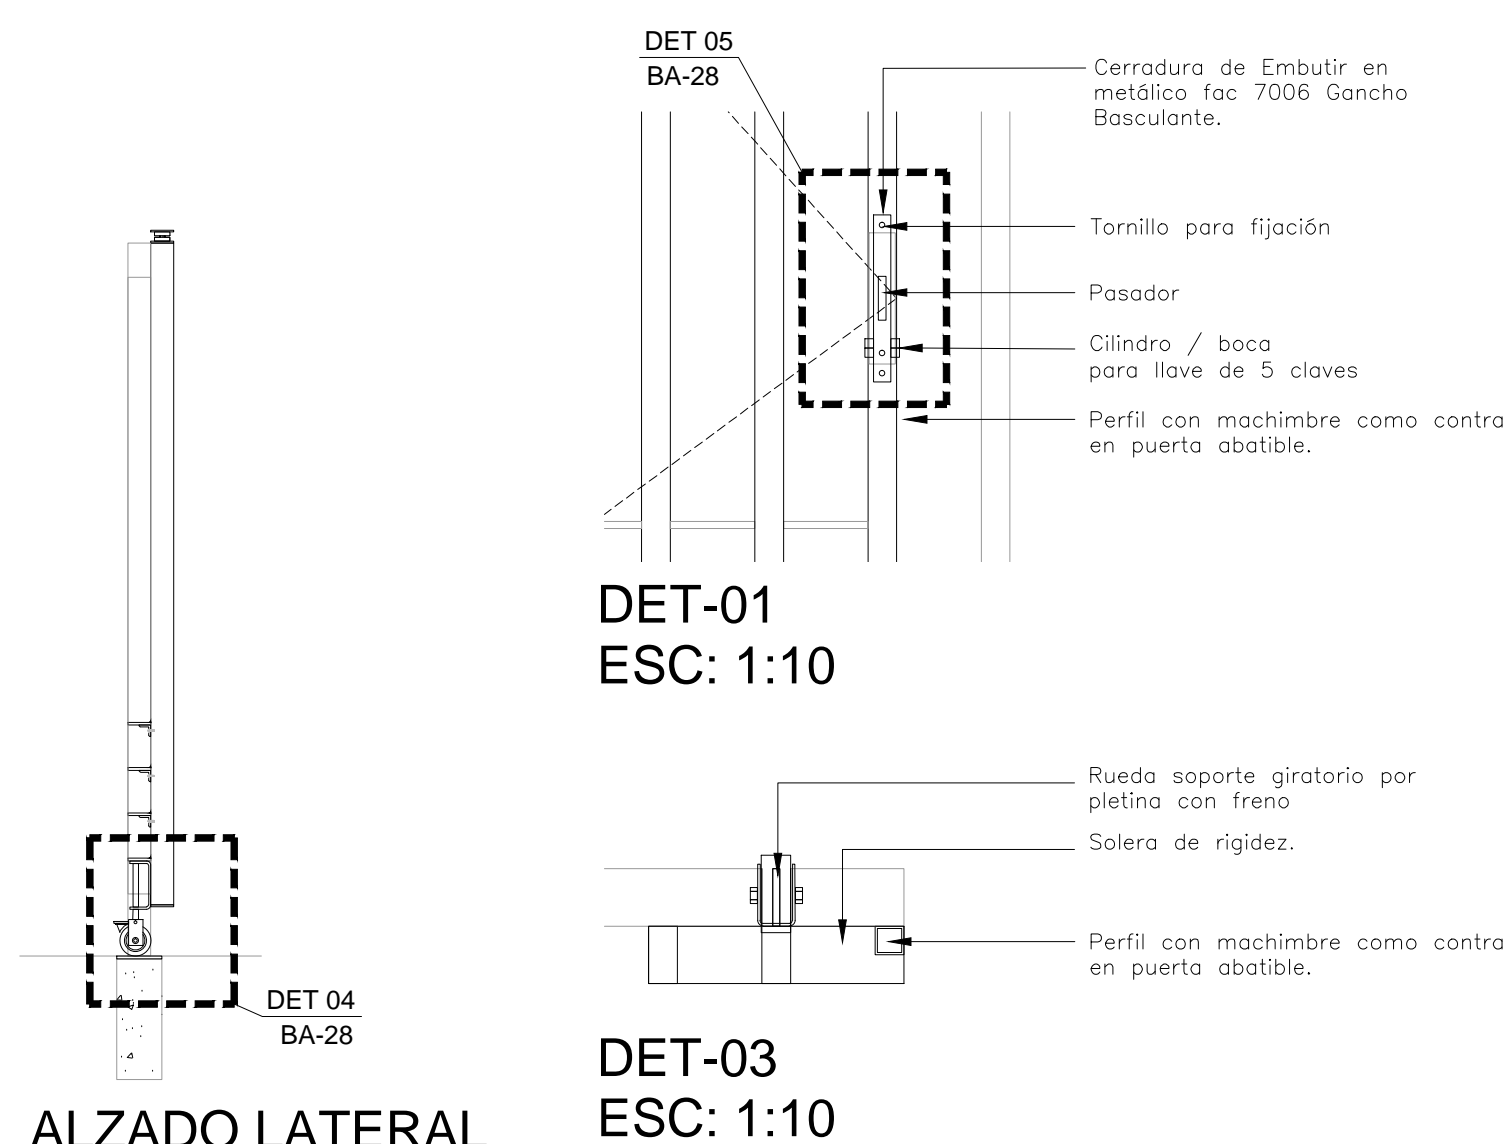 DET 05
BA-28
Cerradura de Embutir en
metálico fac 7006 Gancho
Basculante.
Tornillo para fijación
Pasador
Cilindro / boca
para llave de 5 claves
Perfil con machimbre como contra
en puerta abatible.
DET-01
ESC: 1:10
Rueda soporte giratorio por
pletina con freno
Solera de rigidez.
Perfil con machimbre como contra
en puerta abatible.
DET 04
BA-28
DET-03
ESC: 1:10
ALZADO LATERAL